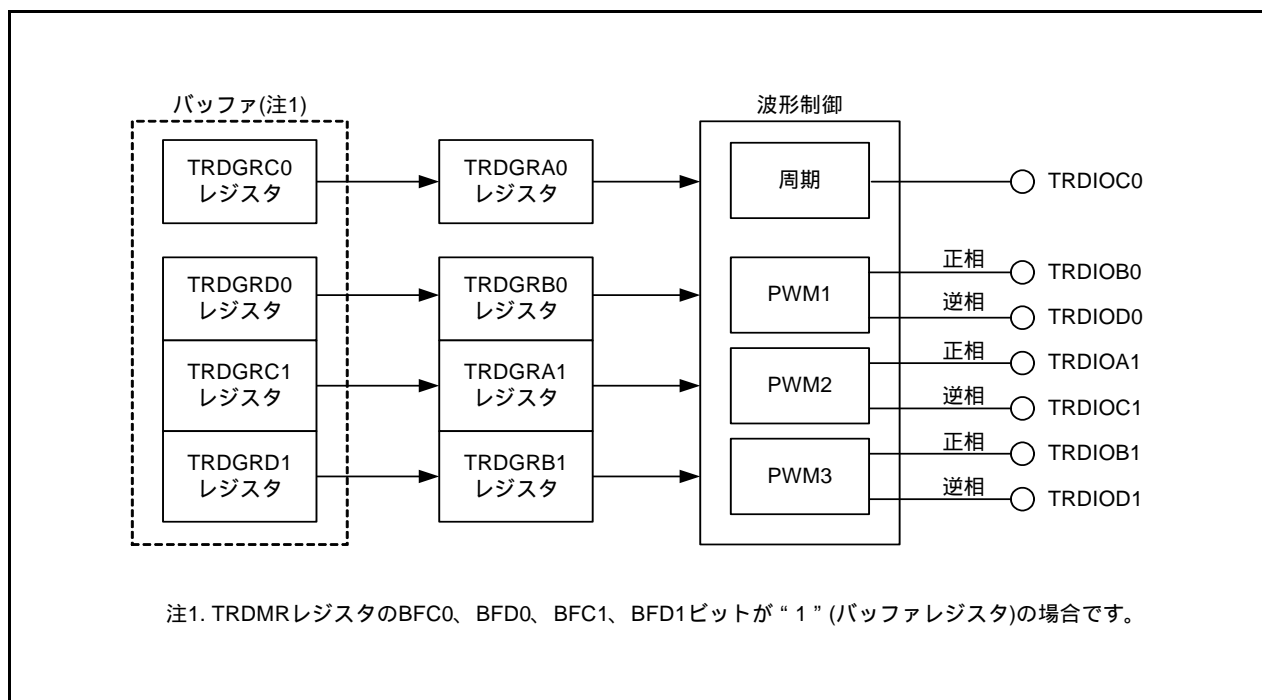 バッファ(注1)
波形制御
TRDGRC0
レジスタ
TRDGRA0
レジスタ
周期
TRDIOC0
TRDGRD0
レジスタ
TRDGRB0
レジスタ
PWM1
正相
TRDIOB0
逆相
TRDIOD0
TRDGRC1
レジスタ
TRDGRA1
レジスタ
PWM2
正相
TRDIOA1
逆相
TRDIOC1
TRDGRD1
レジスタ
TRDGRB1
レジスタ
PWM3
正相
TRDIOB1
逆相
TRDIOD1
注1. TRDMRレジスタのBFC0、BFD0、BFC1、BFD1ビットが“1”(バッファレジスタ)の場合です。